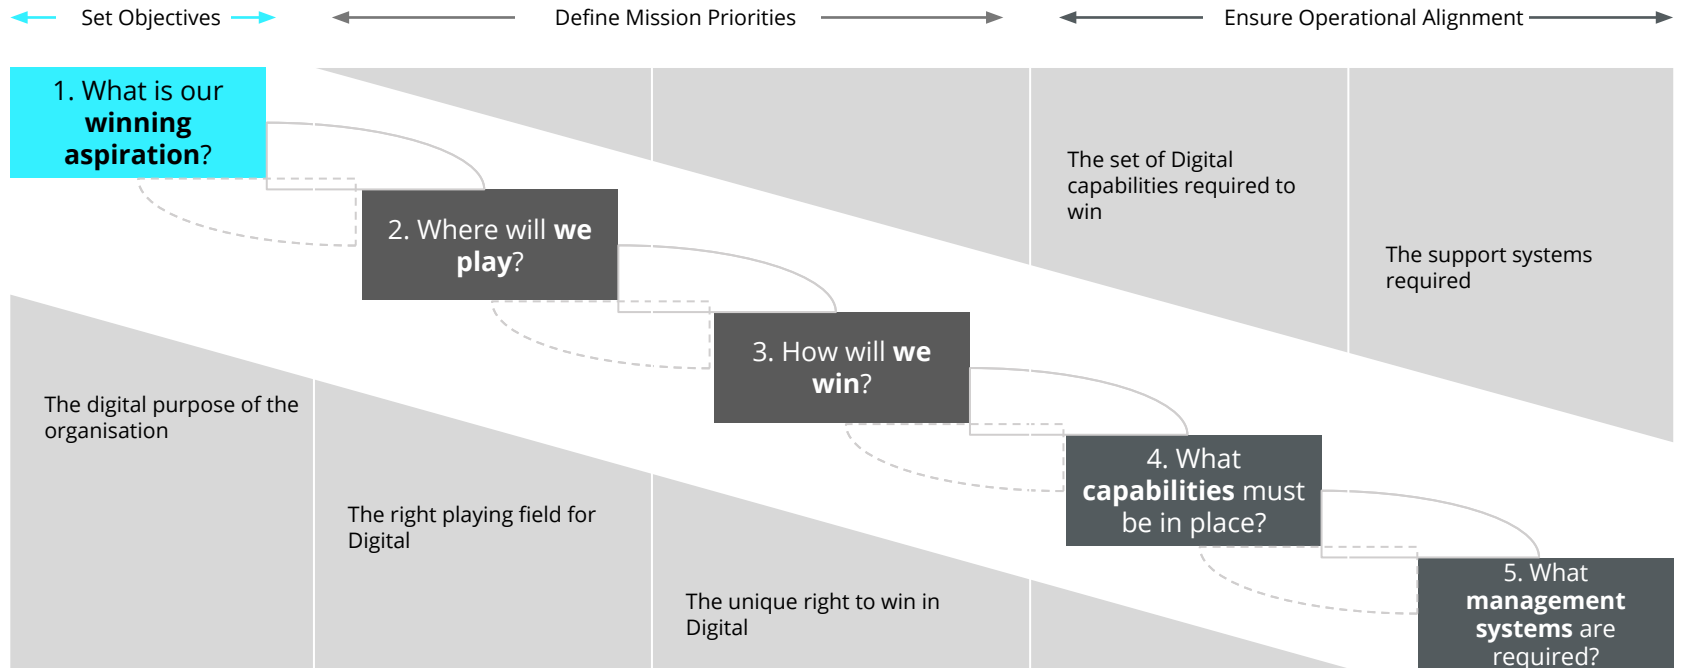 Set Objectives
Define Mission Priorities
Ensure Operational Alignment
1. What is our
winning
aspiration?
2. Where will we
play?
3. How will we
win?
4. What
capabilities must
be in place?
5. What
management
systems are
required?
The digital purpose of the
organisation
The right playing field for
Digital
The unique right to win in
Digital
The set of Digital
capabilities required to
win
The support systems
required